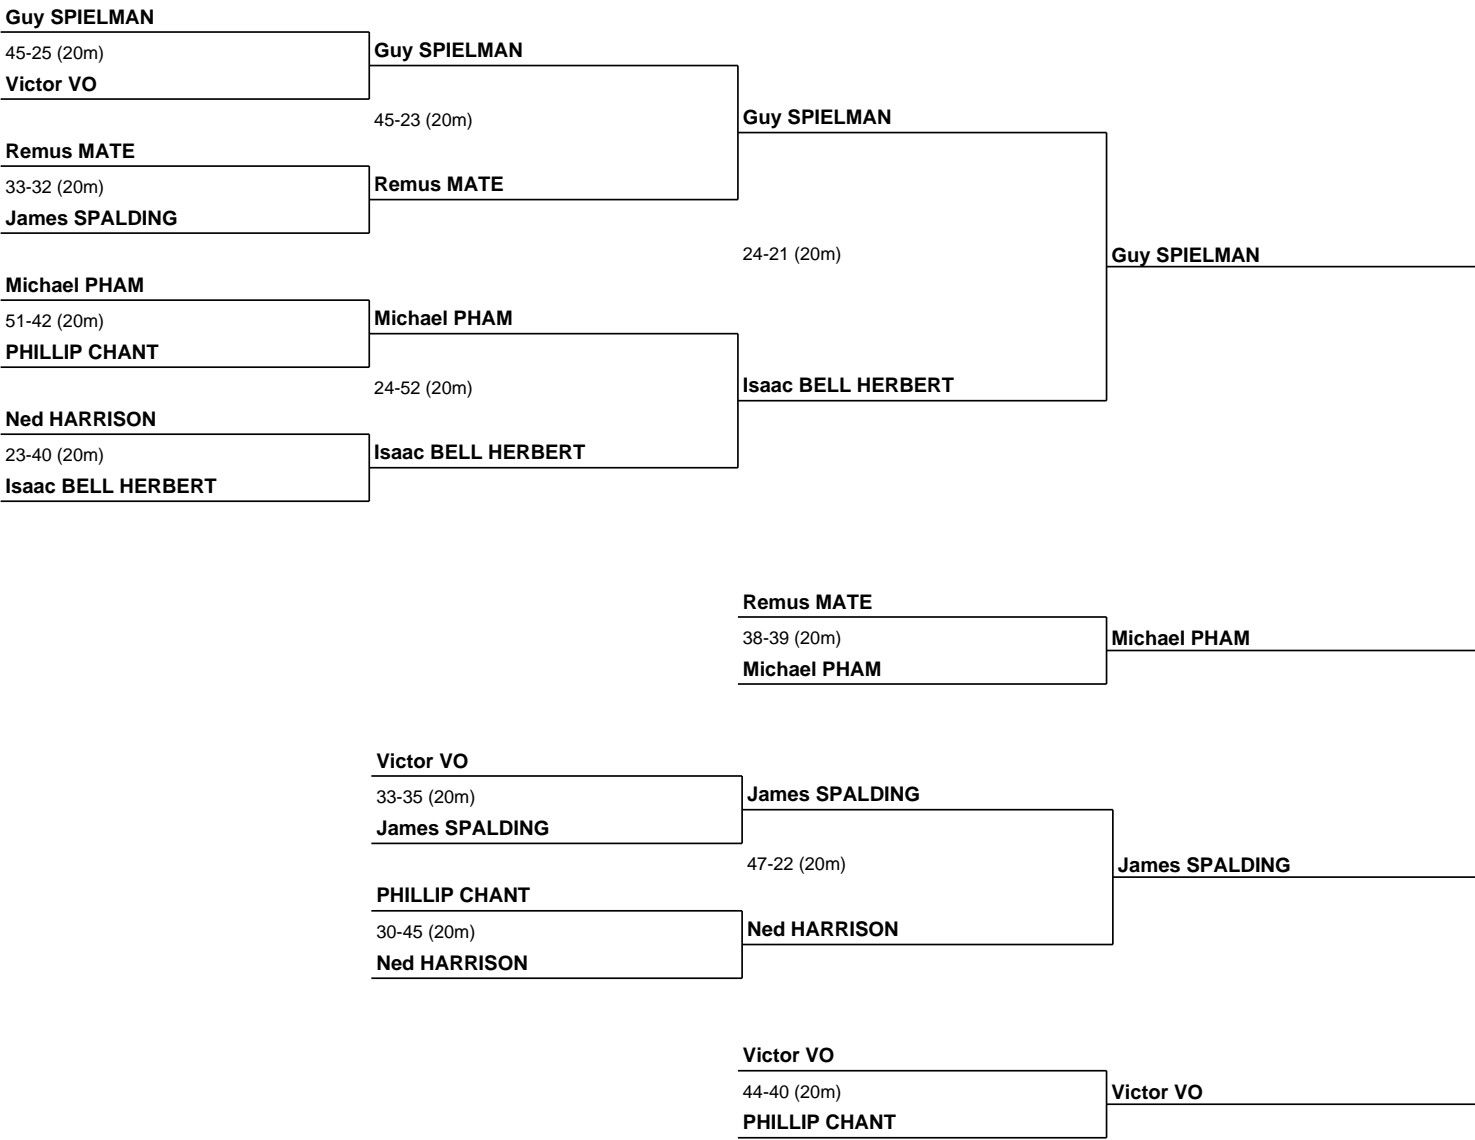 Guy SPIELMAN
45-25 (20m)
Victor VO
Guy SPIELMAN
45-23 (20m)
Remus MATE
33-32 (20m)
James SPALDING
Remus MATE
Guy SPIELMAN
24-21 (20m)
Guy SPIELMAN
Michael PHAM
51-42 (20m)
PHILLIP CHANT
Michael PHAM
24-52 (20m)
Isaac BELL HERBERT
Ned HARRISON
23-40 (20m)
Isaac BELL HERBERT
Isaac BELL HERBERT
Remus MATE
38-39 (20m)
Michael PHAM
Michael PHAM
Victor VO
33-35 (20m)
James SPALDING
James SPALDING
47-22 (20m)
James SPALDING
PHILLIP CHANT
30-45 (20m)
Ned HARRISON
Ned HARRISON
Victor VO
44-40 (20m)
PHILLIP CHANT
Victor VO